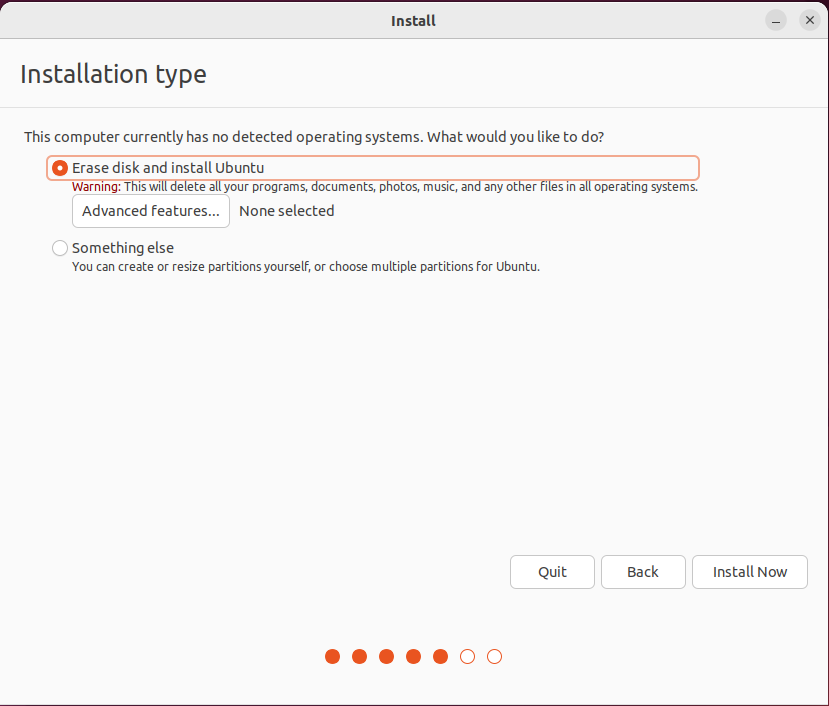 Install
Installation type
This computer currently has no detected operating systems. What would you like to do?
Erase disk and install Ubuntu
Warning: This will delete all your programs, documents, photos, music, and any other files in all operating systems.
Advanced features... None selected
Something else
You can create or resize partitions yourself, or choose multiple partitions for Ubuntu.
Quit Back Install Now